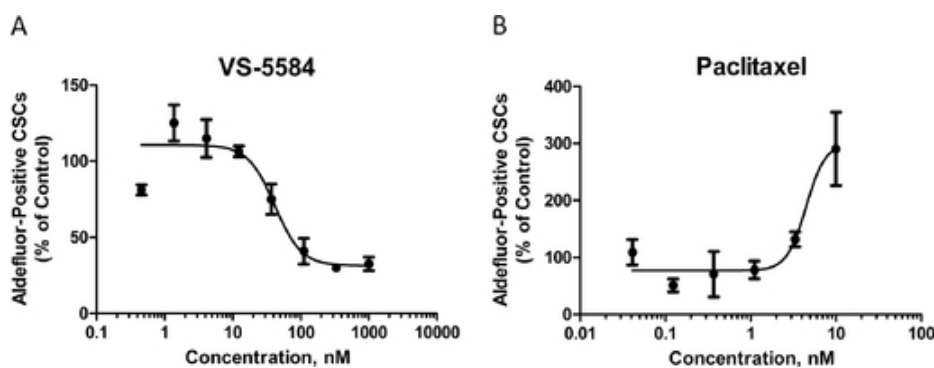 A
VS-5584
Aldefluor-Positive CSCs
(% of Control)
150
100
50
0
0.1
1
10
100
1000
10000
Concentration, nM
B
Paclitaxel
Aldefluor-Positive CSCs
(% of Control)
400
300
200
100
0
0.01
0.1
1
10
100
Concentration, nM